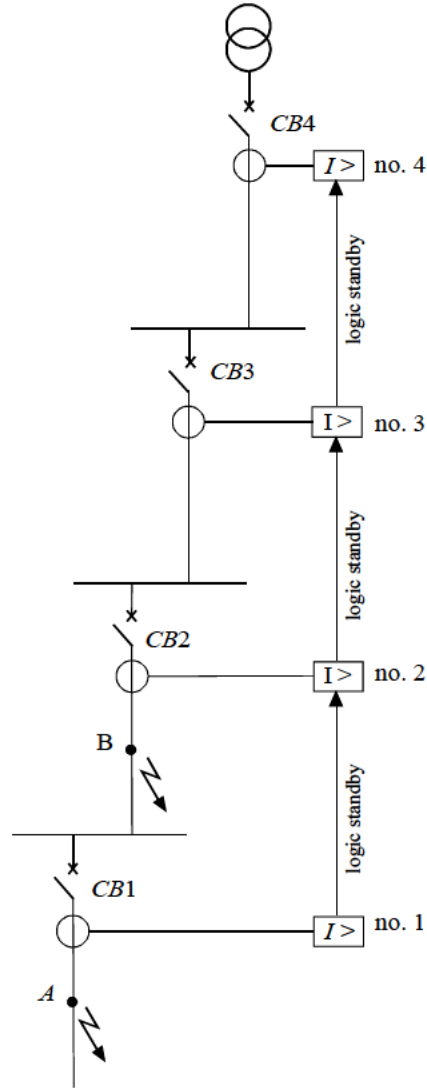 CB4
I > no. 4
logic standby
CB3
I > no. 3
logic standby
CB2
I > no. 2
B
logic standby
CB1
I > no. 1
A